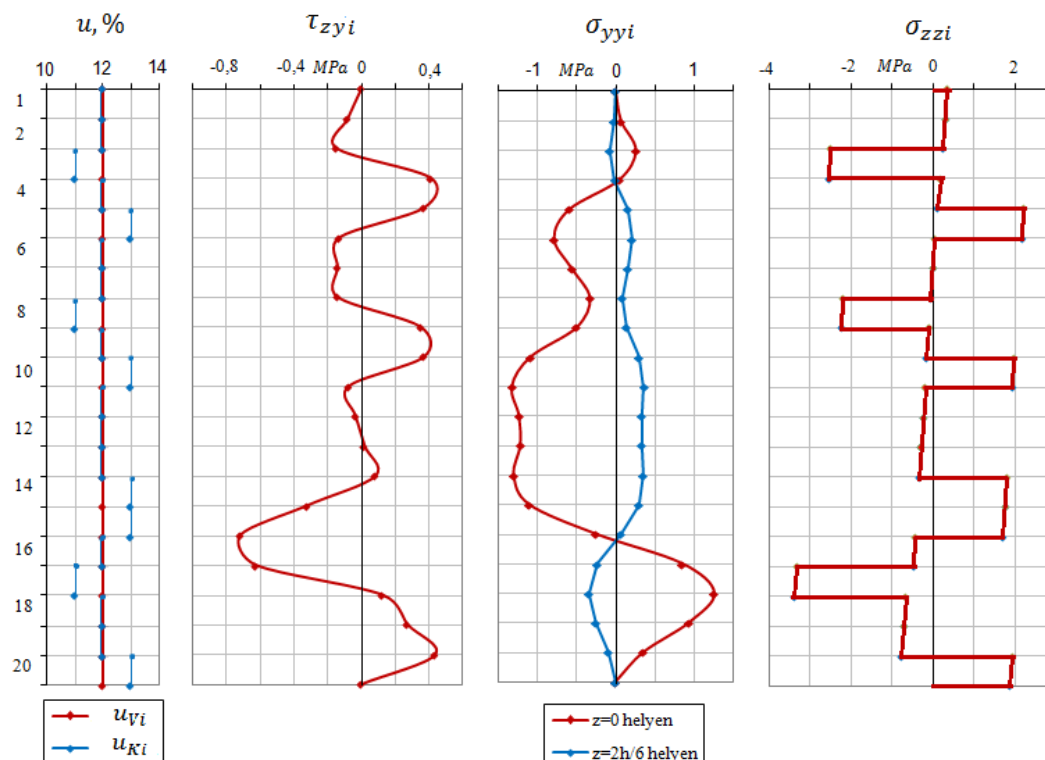 u, %
τzyi
σyyi
σzzi
10 12 14
-0,8 -0,4 MPa 0 0,4
-1 MPa 0 1
-4 -2 MPa 0 2
1
2
4
6
8
10
12
14
16
18
20
uVi
uKi
z=0 helyen
z=2h/6 helyen